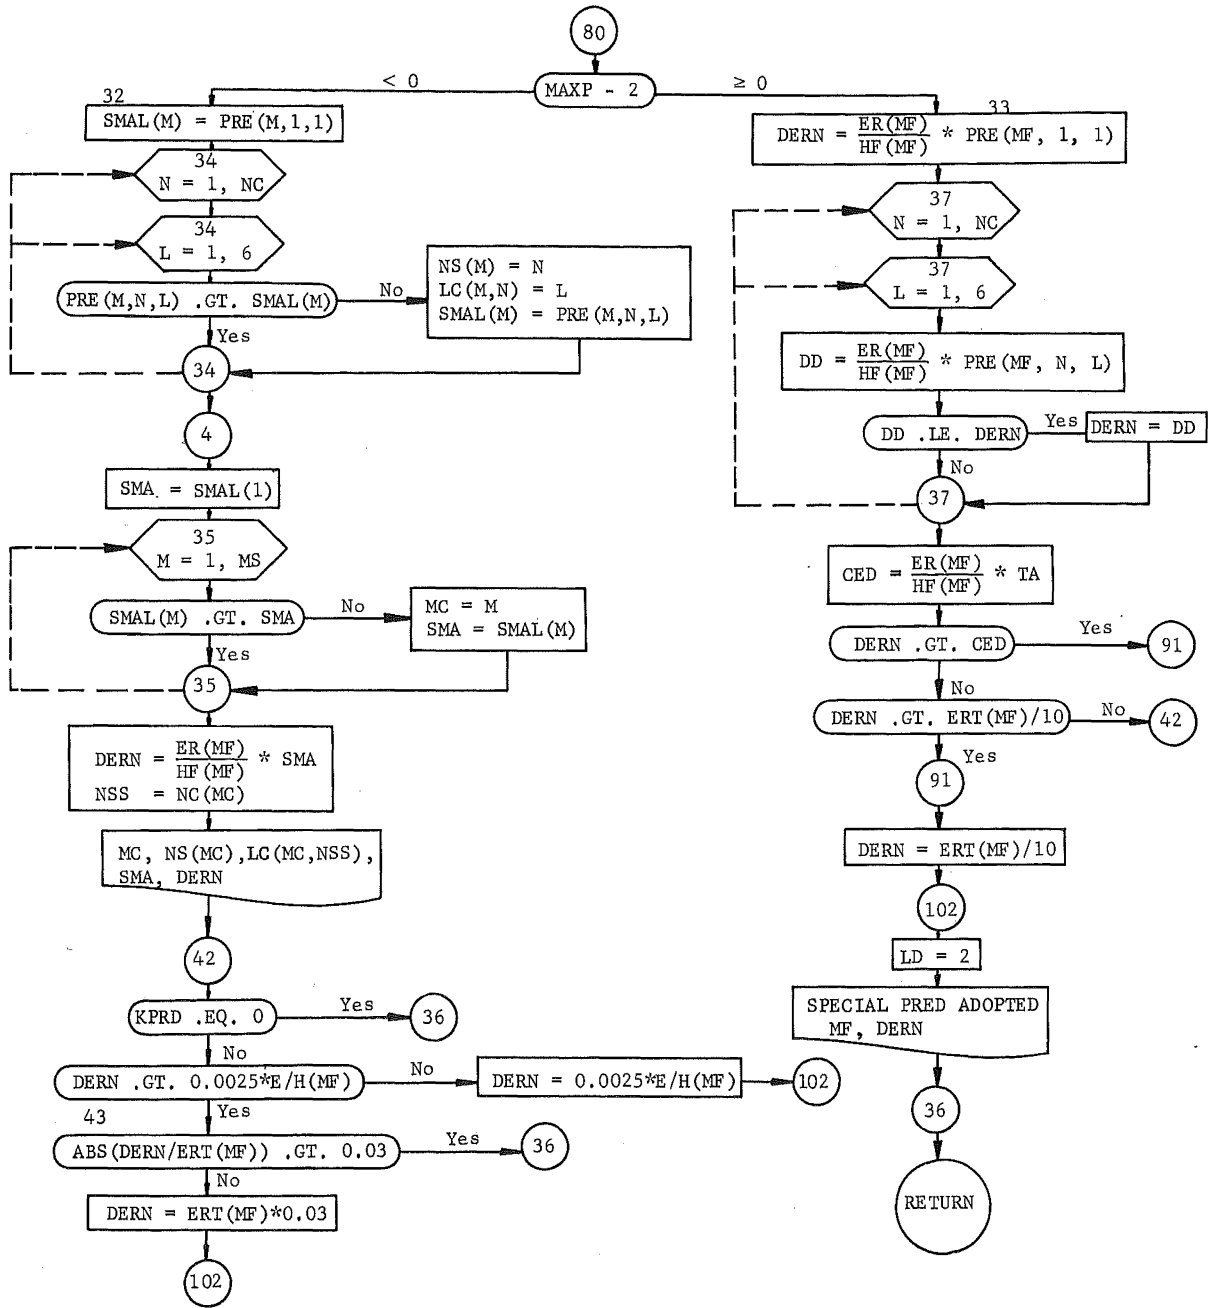 80
MAXP - 2
< 0
≥ 0
32
SMAL(M) = PRE(M,1,1)
34
N = 1, NC
34
L = 1, 6
PRE(M,N,L) .GT. SMAL(M)
No
NS(M) = N
LC(M,N) = L
SMAL(M) = PRE(M,N,L)
Yes
34
4
SMA = SMAL(1)
35
M = 1, MS
SMAL(M) .GT. SMA
No
MC = M
SMA = SMAL(M)
Yes
35
DERN = ER(MF)/HF(MF) * SMA
NSS = NC(MC)
MC, NS(MC),LC(MC,NSS),
SMA, DERN
42
KPRD .EQ. 0
Yes
36
No
DERN .GT. 0.0025*E/H(MF)
No
DERN = 0.0025*E/H(MF)
102
Yes
43
ABS(DERN/ERT(MF)) .GT. 0.03
Yes
36
No
DERN = ERT(MF)*0.03
102
33
DERN = ER(MF)/HF(MF) * PRE(MF, 1, 1)
37
N = 1, NC
37
L = 1, 6
DD = ER(MF)/HF(MF) * PRE(MF, N, L)
DD .LE. DERN
Yes
DERN = DD
No
37
CED = ER(MF)/HF(MF) * TA
DERN .GT. CED
Yes
91
No
DERN .GT. ERT(MF)/10
No
42
Yes
91
DERN = ERT(MF)/10
102
LD = 2
SPECIAL PRED ADOPTED
MF, DERN
36
RETURN